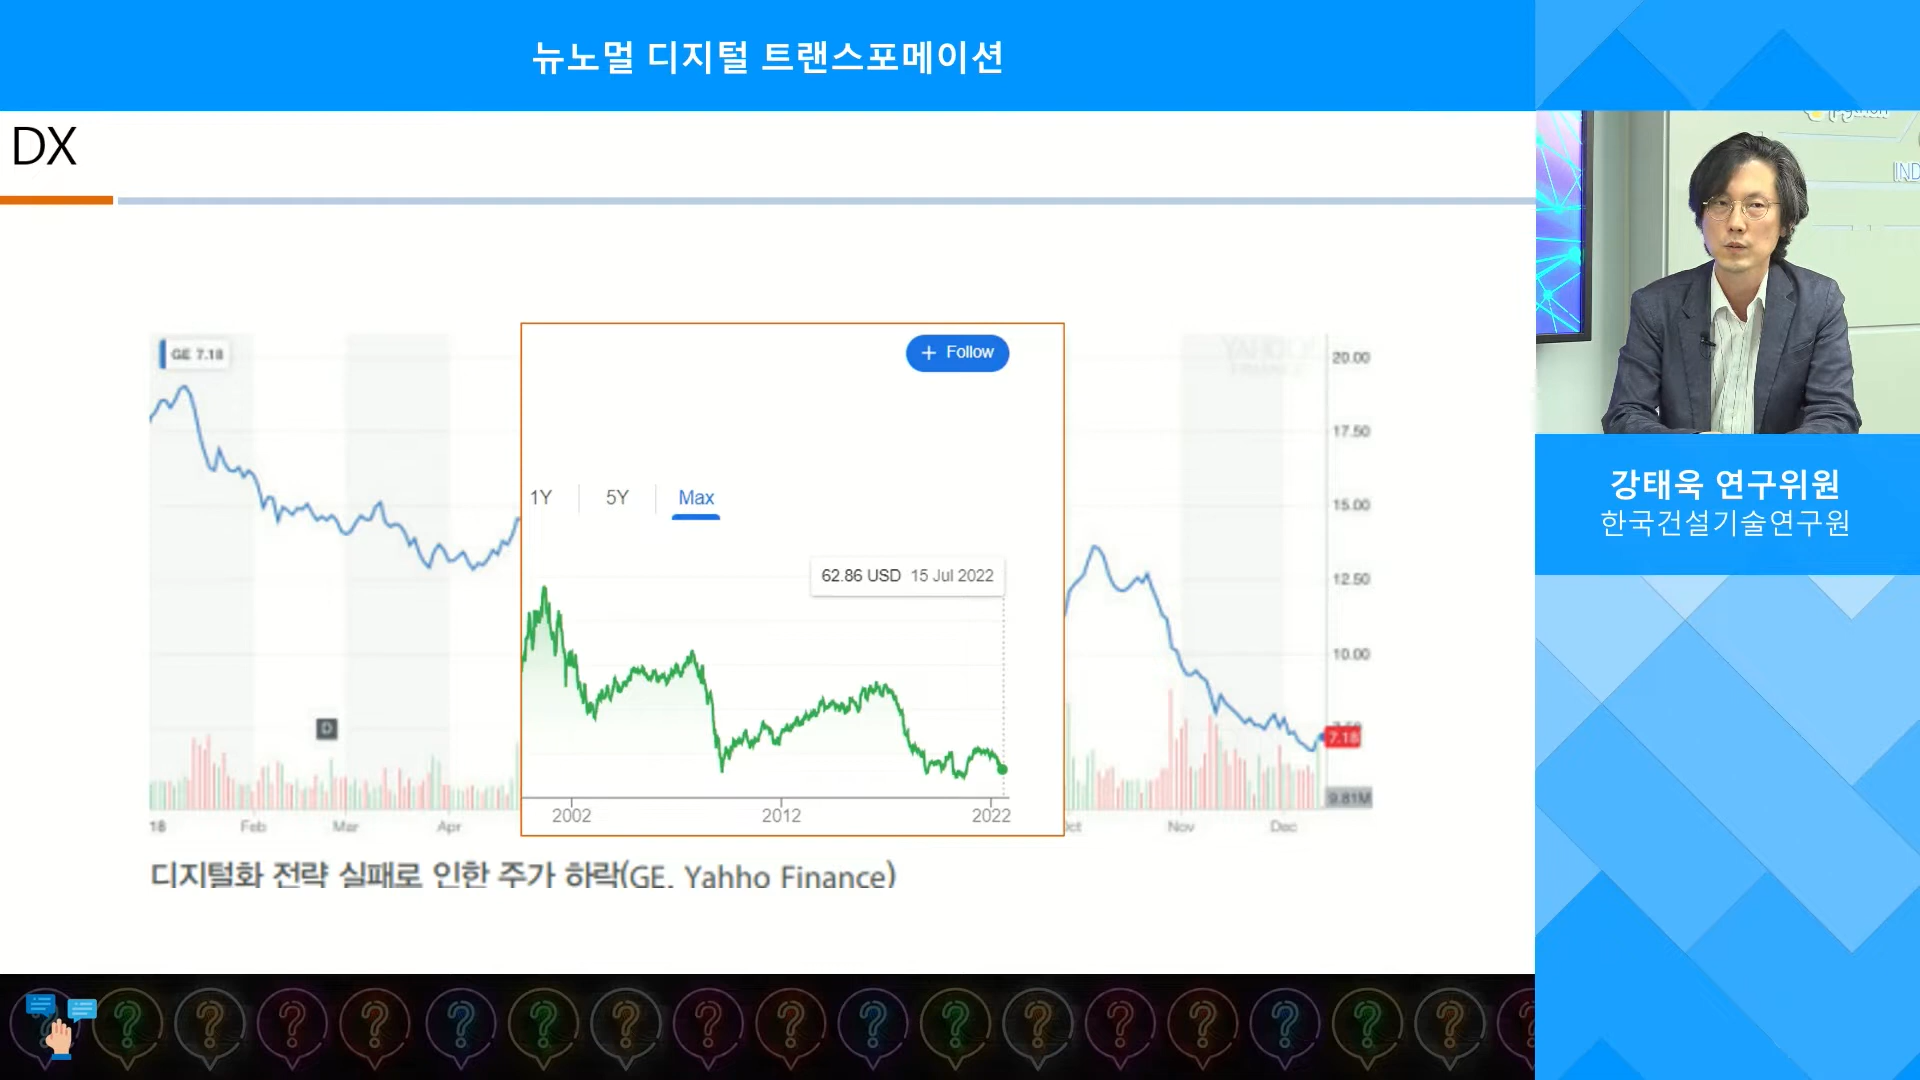 뉴노멀 디지털 트랜스포메이션
DX
GE 7.18
+ Follow
1Y
5Y
Max
62.86 USD 15 Jul 2022
2002
2012
2022
20.00
17.50
15.00
12.50
10.00
7.18
9.81M
D
18
Feb
Mar
Apr
Nov
Dec
디지털화 전략 실패로 인한 주가 하락(GE, Yahho Finance)
강태욱 연구위원
한국건설기술연구원